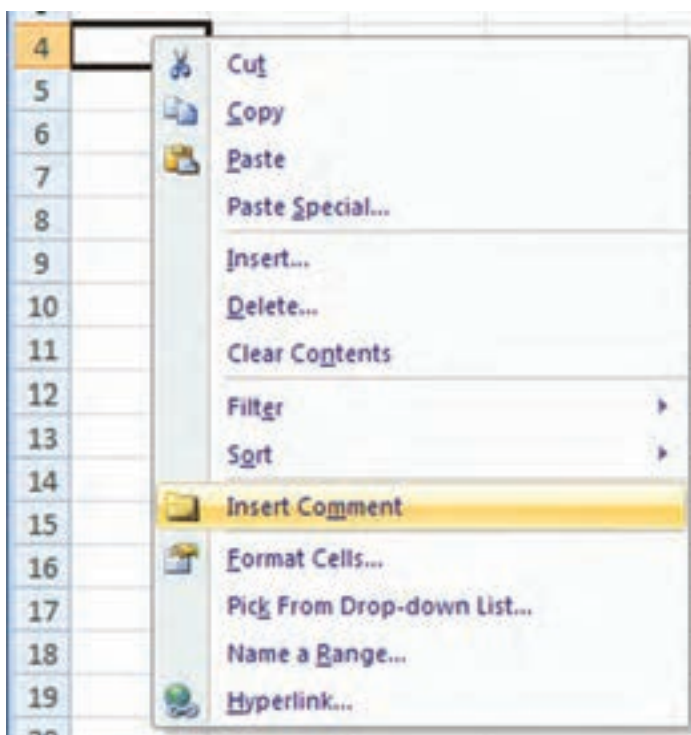 4
Cut
5
Copy
6
Paste
7
Paste Special...
8
9
Insert...
10
Delete...
11
Clear Contents
12
Filter
13
Sort
14
Insert Comment
15
16
Format Cells...
17
Pick From Drop-down List...
18
Name a Range...
19
Hyperlink...